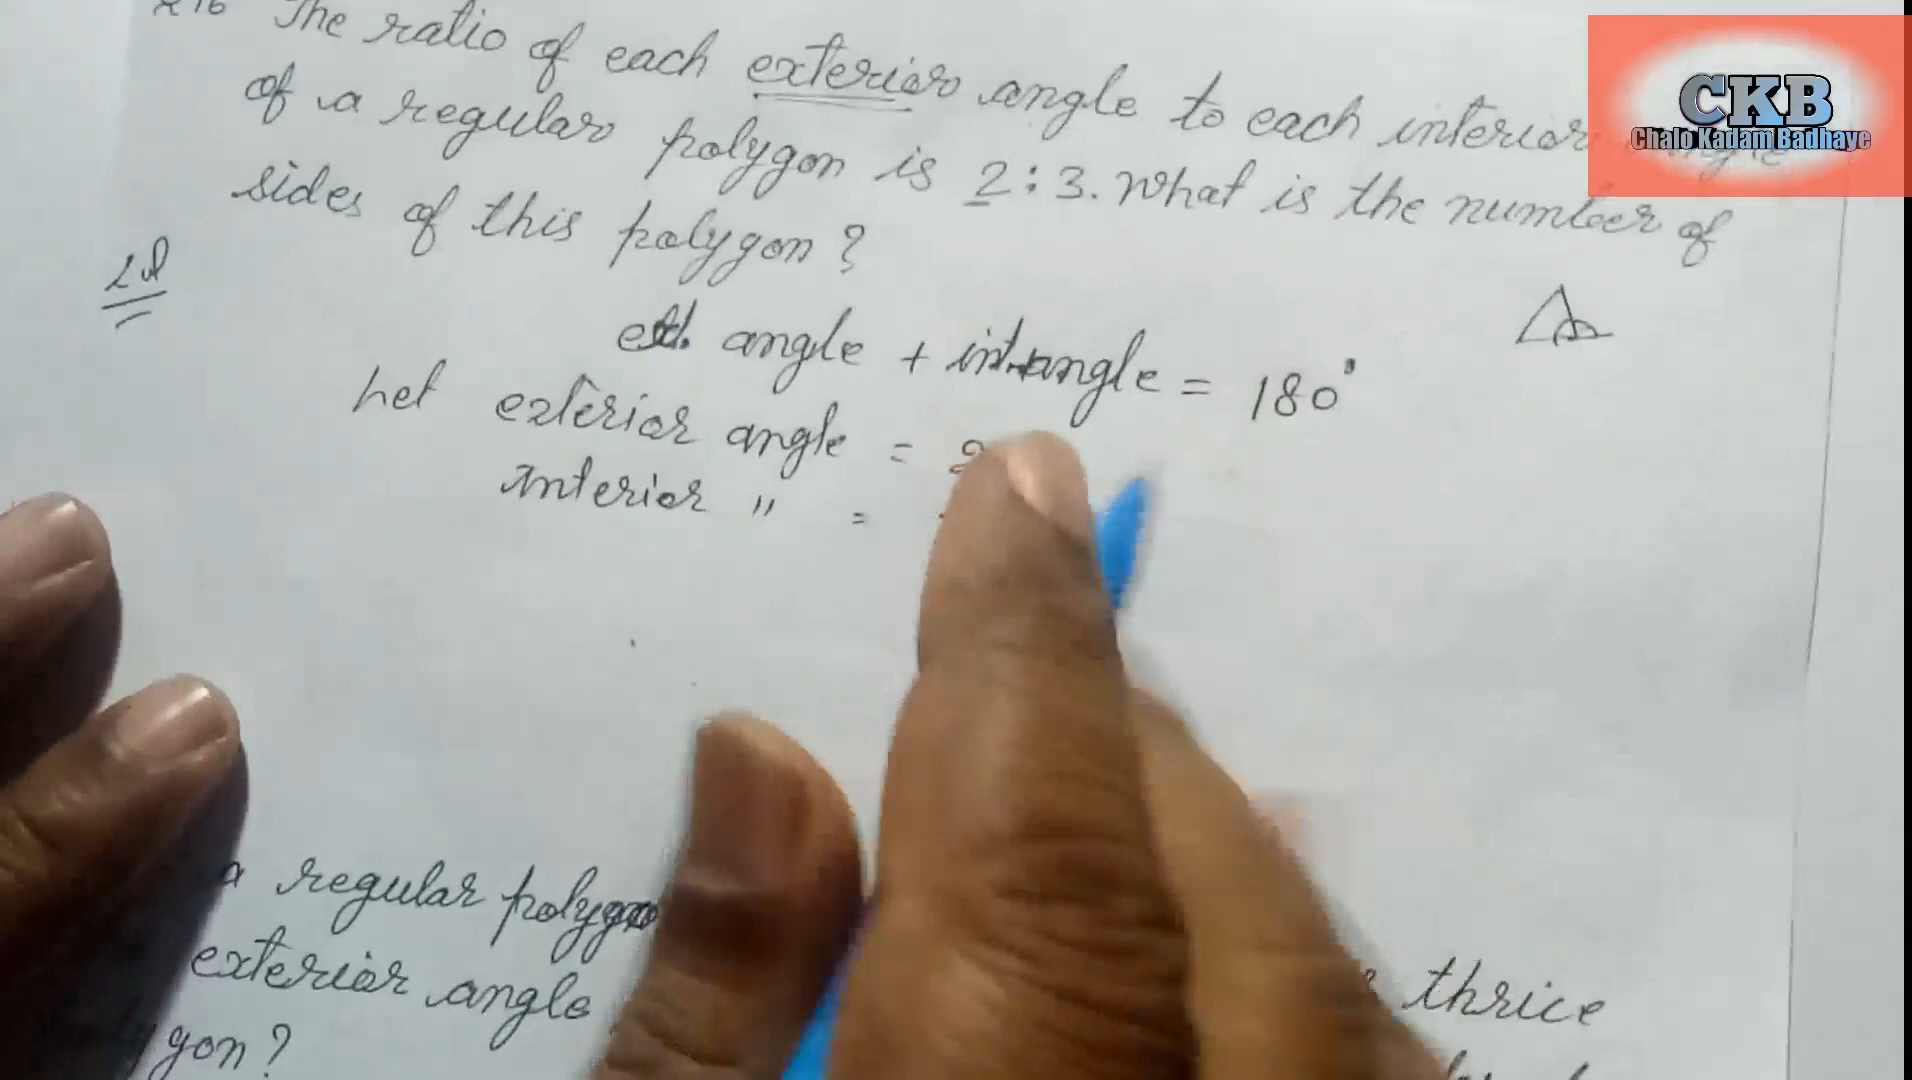 The ratio of each exterior angle to each interior
of a regular polygon is 2:3. What is the number of
sides of this polygon?
CKB
Chalo Kadam Badhaye
ext. angle + int. angle = 180°
Let exterior angle = 2
Interior " =
a regular polygon
exterior angle
thrice
gon?